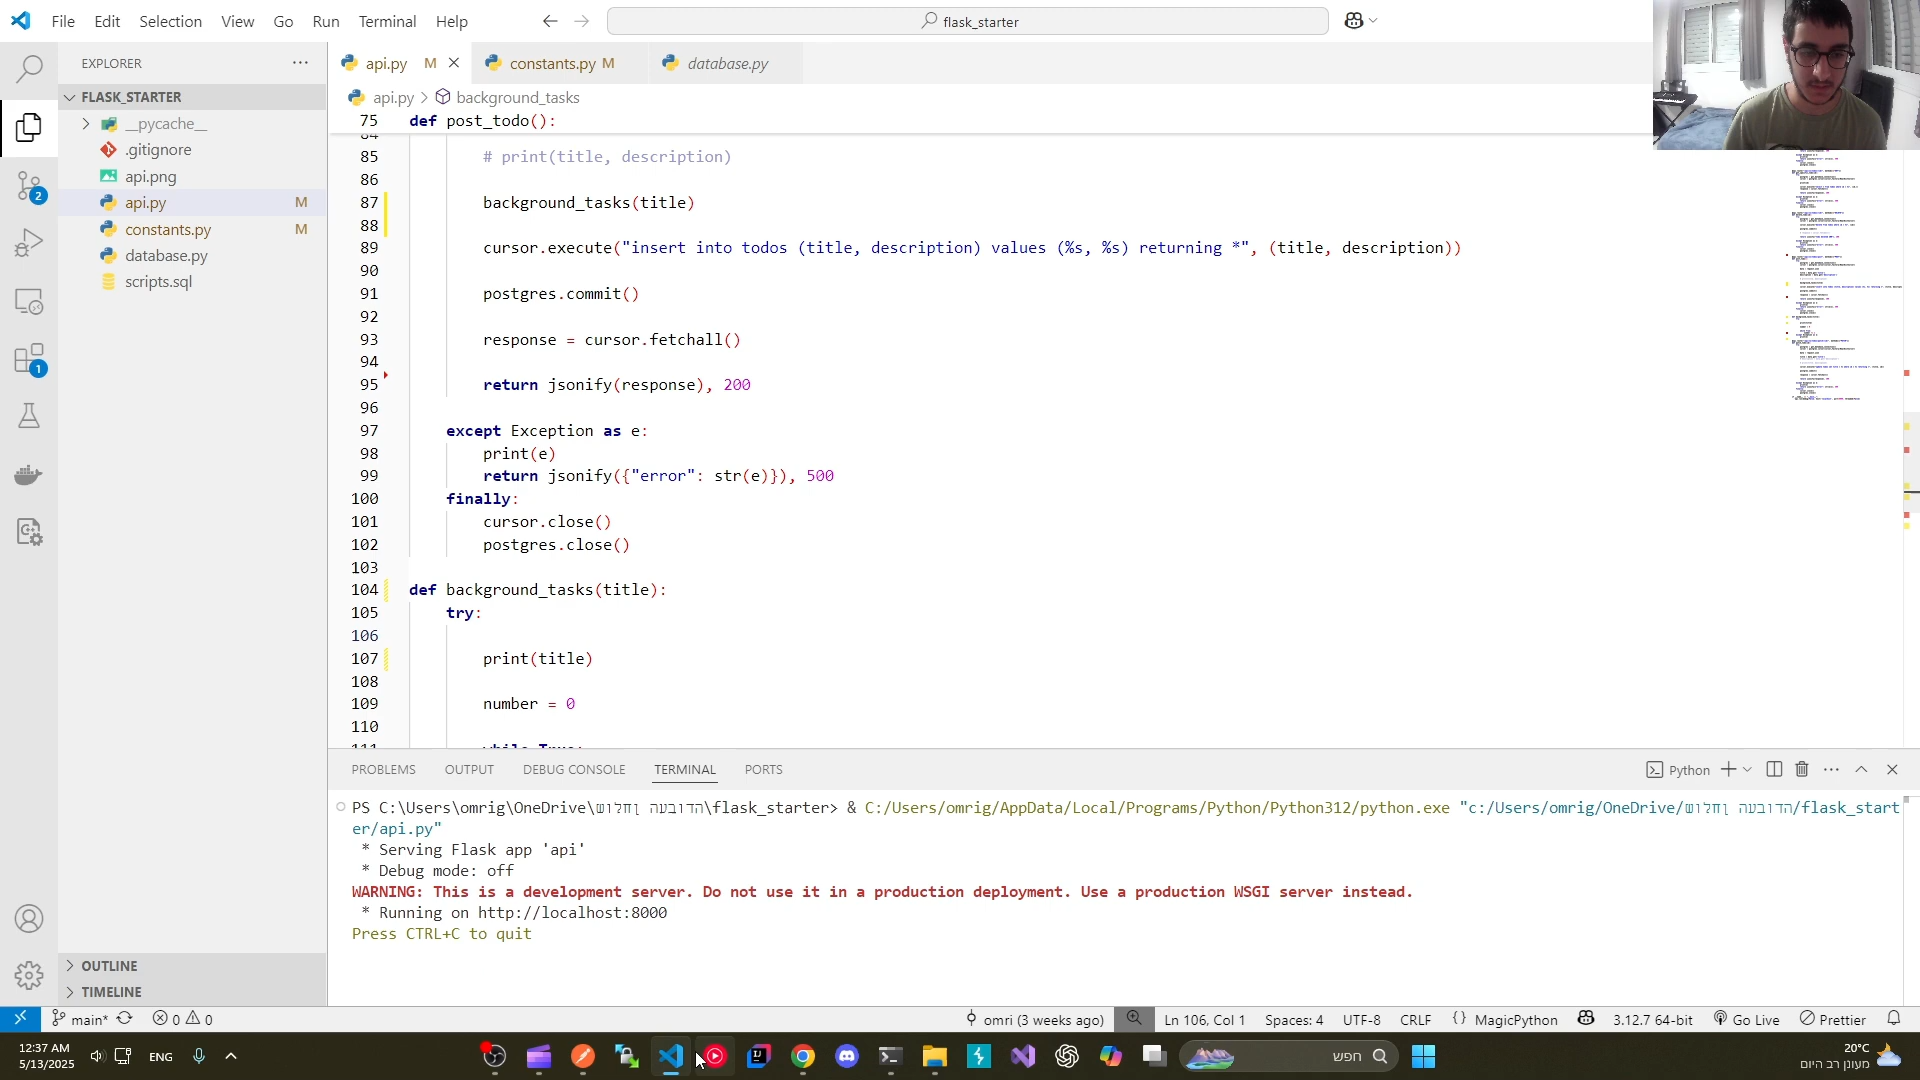 File Edit Selection View Go Run Terminal Help
flask_starter
EXPLORER
FLASK_STARTER
__pycache__
.gitignore
api.png
api.py M
constants.py M
database.py
scripts.sql
OUTLINE
TIMELINE
2
1
api.py M
constants.py M
database.py
api.py > background_tasks
75 def post_todo():
84
85 # print(title, description)
86
87 background_tasks(title)
88
89 cursor.execute("insert into todos (title, description) values (%s, %s) returning *", (title, description))
90
91 postgres.commit()
92
93 response = cursor.fetchall()
94
95 return jsonify(response), 200
96
97 except Exception as e:
98 print(e)
99 return jsonify({"error": str(e)}), 500
100 finally:
101 cursor.close()
102 postgres.close()
103
104 def background_tasks(title):
105 try:
106
107 print(title)
108
109 number = 0
110
111 while True:
PROBLEMS OUTPUT DEBUG CONSOLE TERMINAL PORTS
Python
PS C:\Users\omrig\OneDrive\שולחן העבודה\flask_starter> & C:/Users/omrig/AppData/Local/Programs/Python/Python312/python.exe "c:/Users/omrig/OneDrive/שולחן העבודה/flask_start
er/api.py"
* Serving Flask app 'api'
* Debug mode: off
WARNING: This is a development server. Do not use it in a production deployment. Use a production WSGI server instead.
* Running on http://localhost:8000
Press CTRL+C to quit
main* 0 0 omri (3 weeks ago) Ln 106, Col 1 Spaces: 4 UTF-8 CRLF {} MagicPython 3.12.7 64-bit Go Live Prettier
12:37 AM
5/13/2025
ENG
חפש
20°C
מעונן רב היום